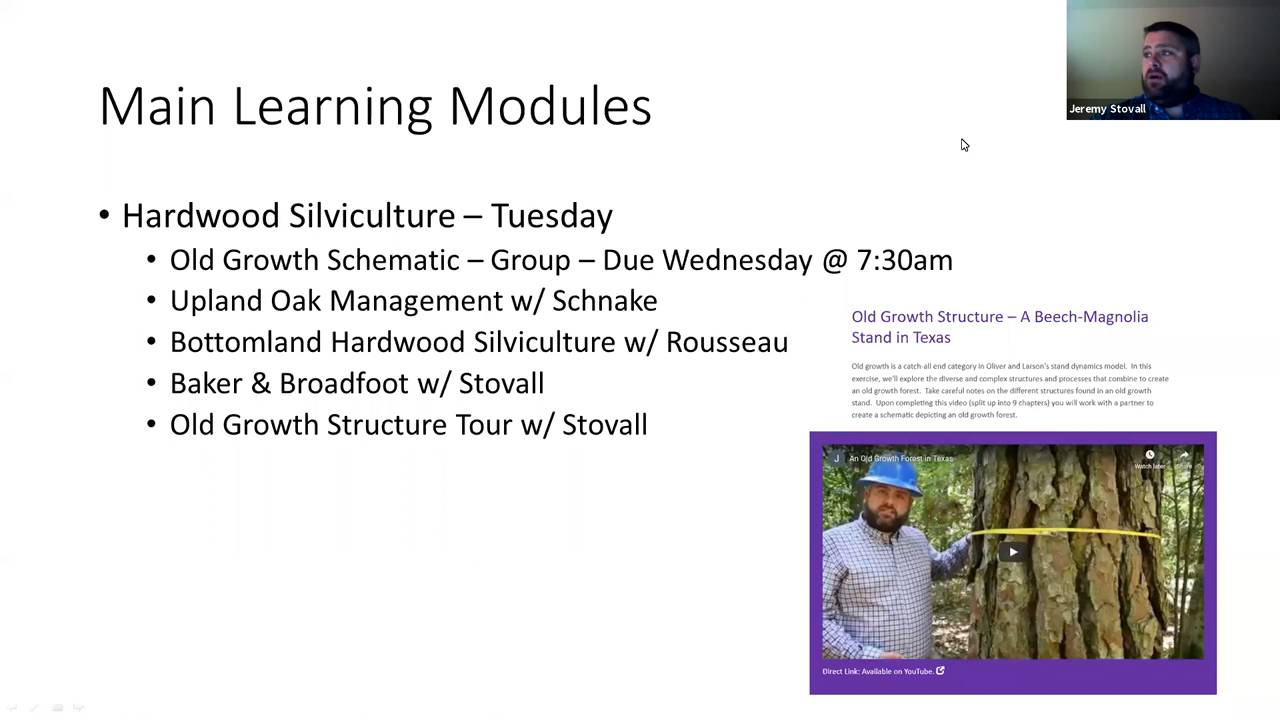 Jeremy Stovall
Main Learning Modules
• Hardwood Silviculture – Tuesday
• Old Growth Schematic – Group – Due Wednesday @ 7:30am
• Upland Oak Management w/ Schnake
• Bottomland Hardwood Silviculture w/ Rousseau
• Baker & Broadfoot w/ Stovall
• Old Growth Structure Tour w/ Stovall
Old Growth Structure – A Beech-Magnolia
Stand in Texas
Old growth is a catch-all end category in Oliver and Larson's stand dynamics model. In this
exercise, we'll explore the diverse and complex structures and processes that combine to create
an old growth forest. Take careful notes on the different structures found in an old growth
stand. Upon completing this video (split up into 9 chapters) you will work with a partner to
create a schematic depicting an old growth forest.
J An Old Growth Forest in Texas
Watch later Share
Direct Link: Available on YouTube.